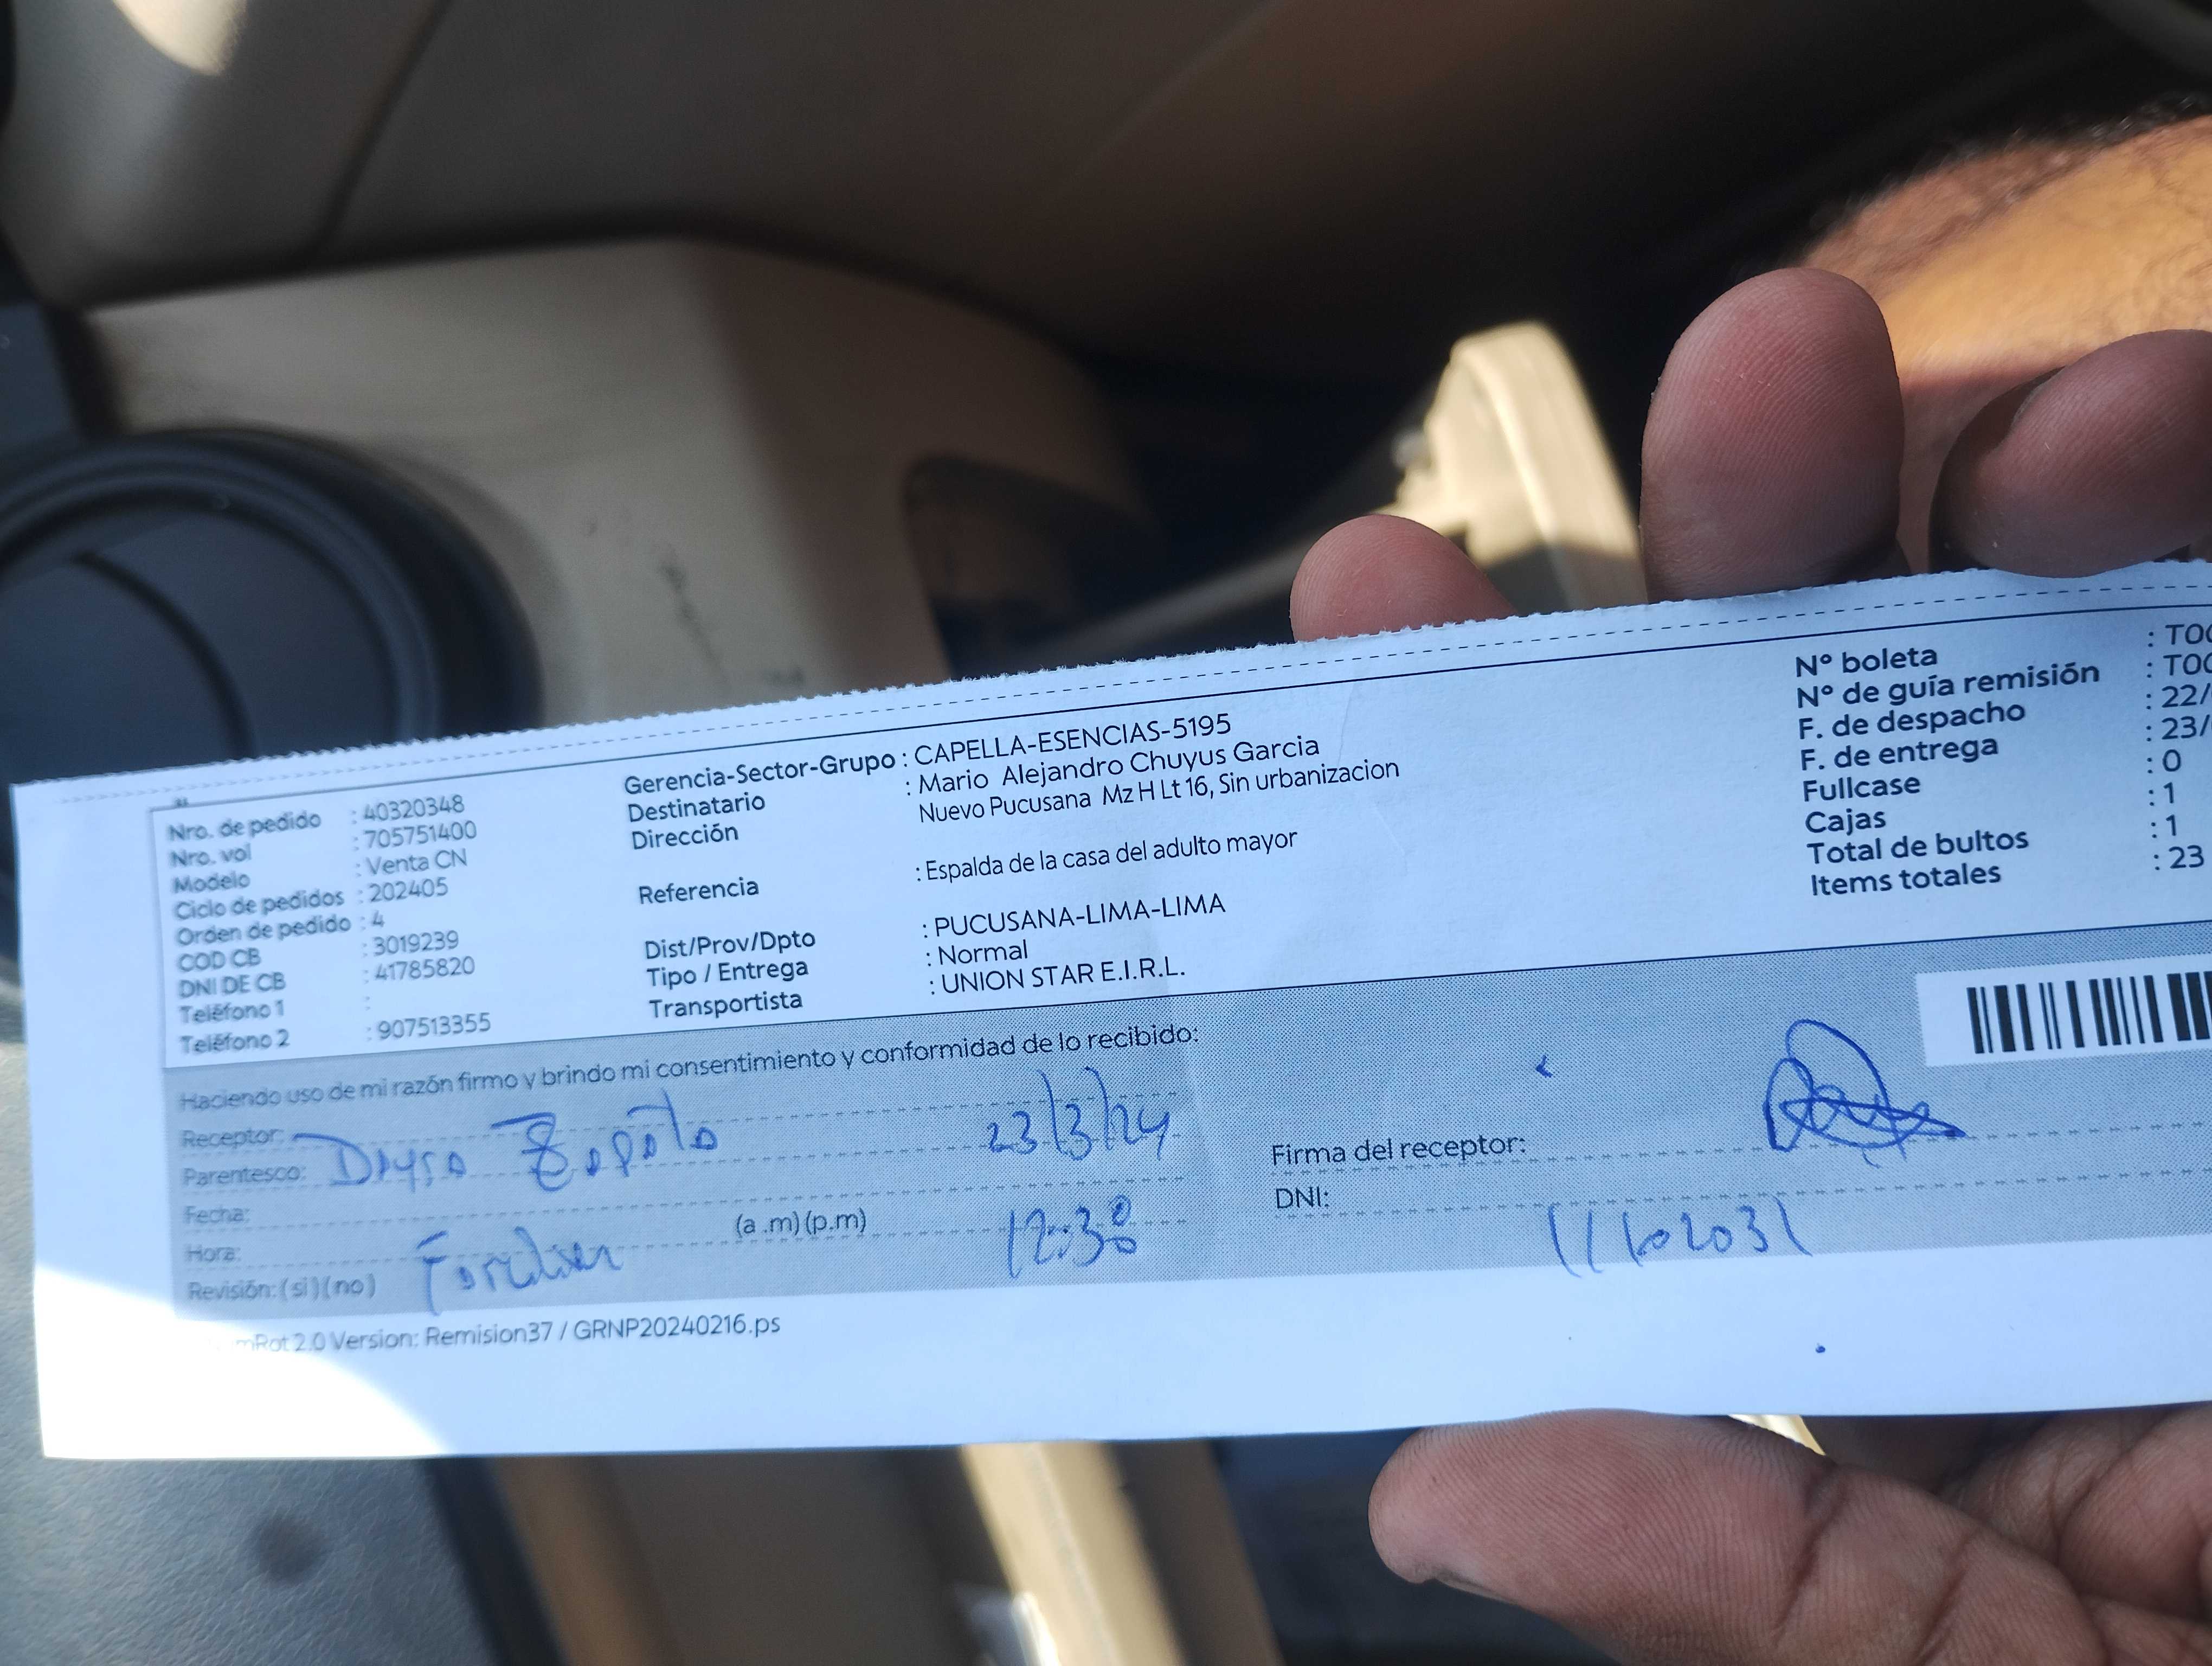 Nro. de pedido : 40320348
Nro. vol : 705751400
Modelo : Venta CN
Ciclo de pedidos : 202405
Orden de pedido : 4
COD CB : 3019239
DNI DE CB : 41785820
Teléfono 1 :
Teléfono 2 : 907513355
Gerencia-Sector-Grupo : CAPELLA-ESENCIAS-5195
Destinatario : Mario Alejandro Chuyus Garcia
Dirección Nuevo Pucusana Mz H Lt 16, Sin urbanizacion
Referencia : Espalda de la casa del adulto mayor
Dist/Prov/Dpto : PUCUSANA-LIMA-LIMA
Tipo / Entrega : Normal
Transportista : UNION STAR E.I.R.L.
Nº boleta : TO
Nº de guía remisión : TO
F. de despacho : 22/
F. de entrega : 23/
Fullcase : 0
Cajas : 1
Total de bultos : 1
Items totales : 23
Haciendo uso de mi razón firmo y brindo mi consentimiento y conformidad de lo recibido:
Receptor:
Parentesco: 23/3/24
Fecha:
Hora: (a .m) (p.m) 12:38
Revisión: (si) (no)
Firma del receptor:
DNI:
Rot 2.0 Version: Remision37 / GRNP20240216.ps